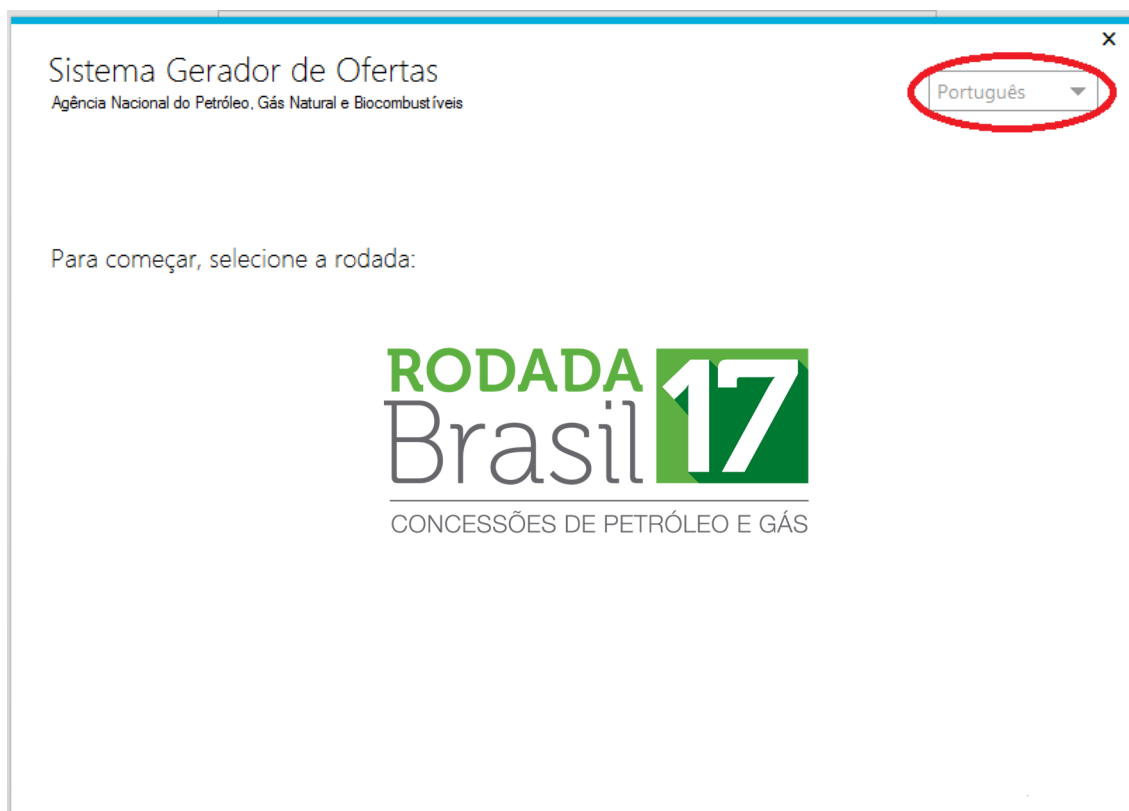 Sistema Gerador de Ofertas
Agência Nacional do Petróleo, Gás Natural e Biocombustíveis
Português
Para começar, selecione a rodada:
RODADA 17
Brasil
CONCESSÕES DE PETRÓLEO E GÁS